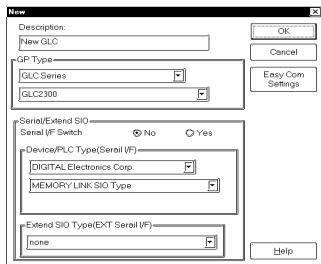 New
Description:
OK
New GLC
Cancel
GP Type
GLC Series
Easy Com
Settings
GLC2300
Serial/Extend SIO
Serial I/F Switch
No
Yes
Device/PLC Type(Serail I/F)
DIGITAL Electronics Corp.
MEMORY LINK SIO Type
Extend SIO Type(EXT Serail I/F)
none
Help